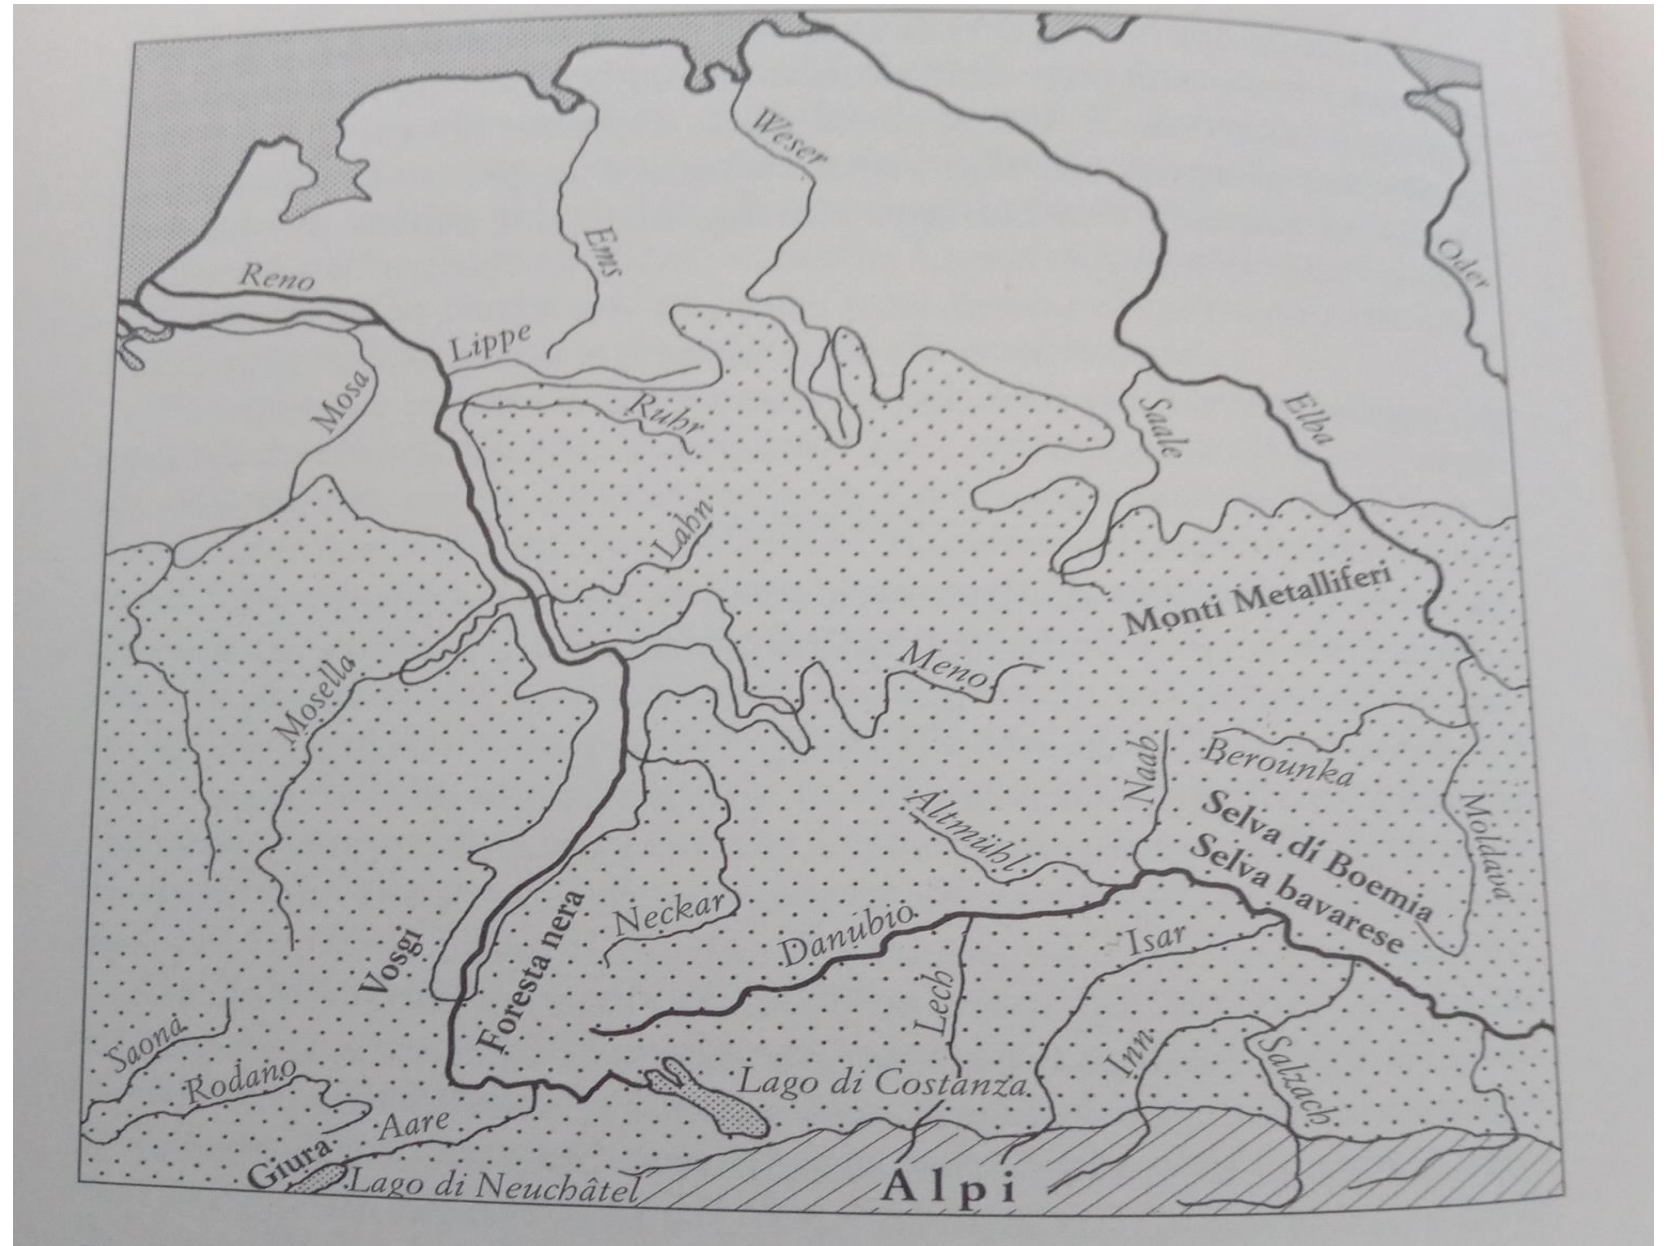 Weser
Ems
Reno
Oder
Lippe
Mosa
Ruhr
Saale
Elba
Lahn
Monti Metalliferi
Mosella
Meno
Naab
Berounka
Altmühl
Selva di Boemia
Selva bavarese
Moldava
Neckar
Danubio
Isar
Vosgi
Foresta nera
Lech
Saona
Rodano
Lago di Costanza
Inn
Salzach
Aare
Giura
Lago di Neuchâtel
Alpi